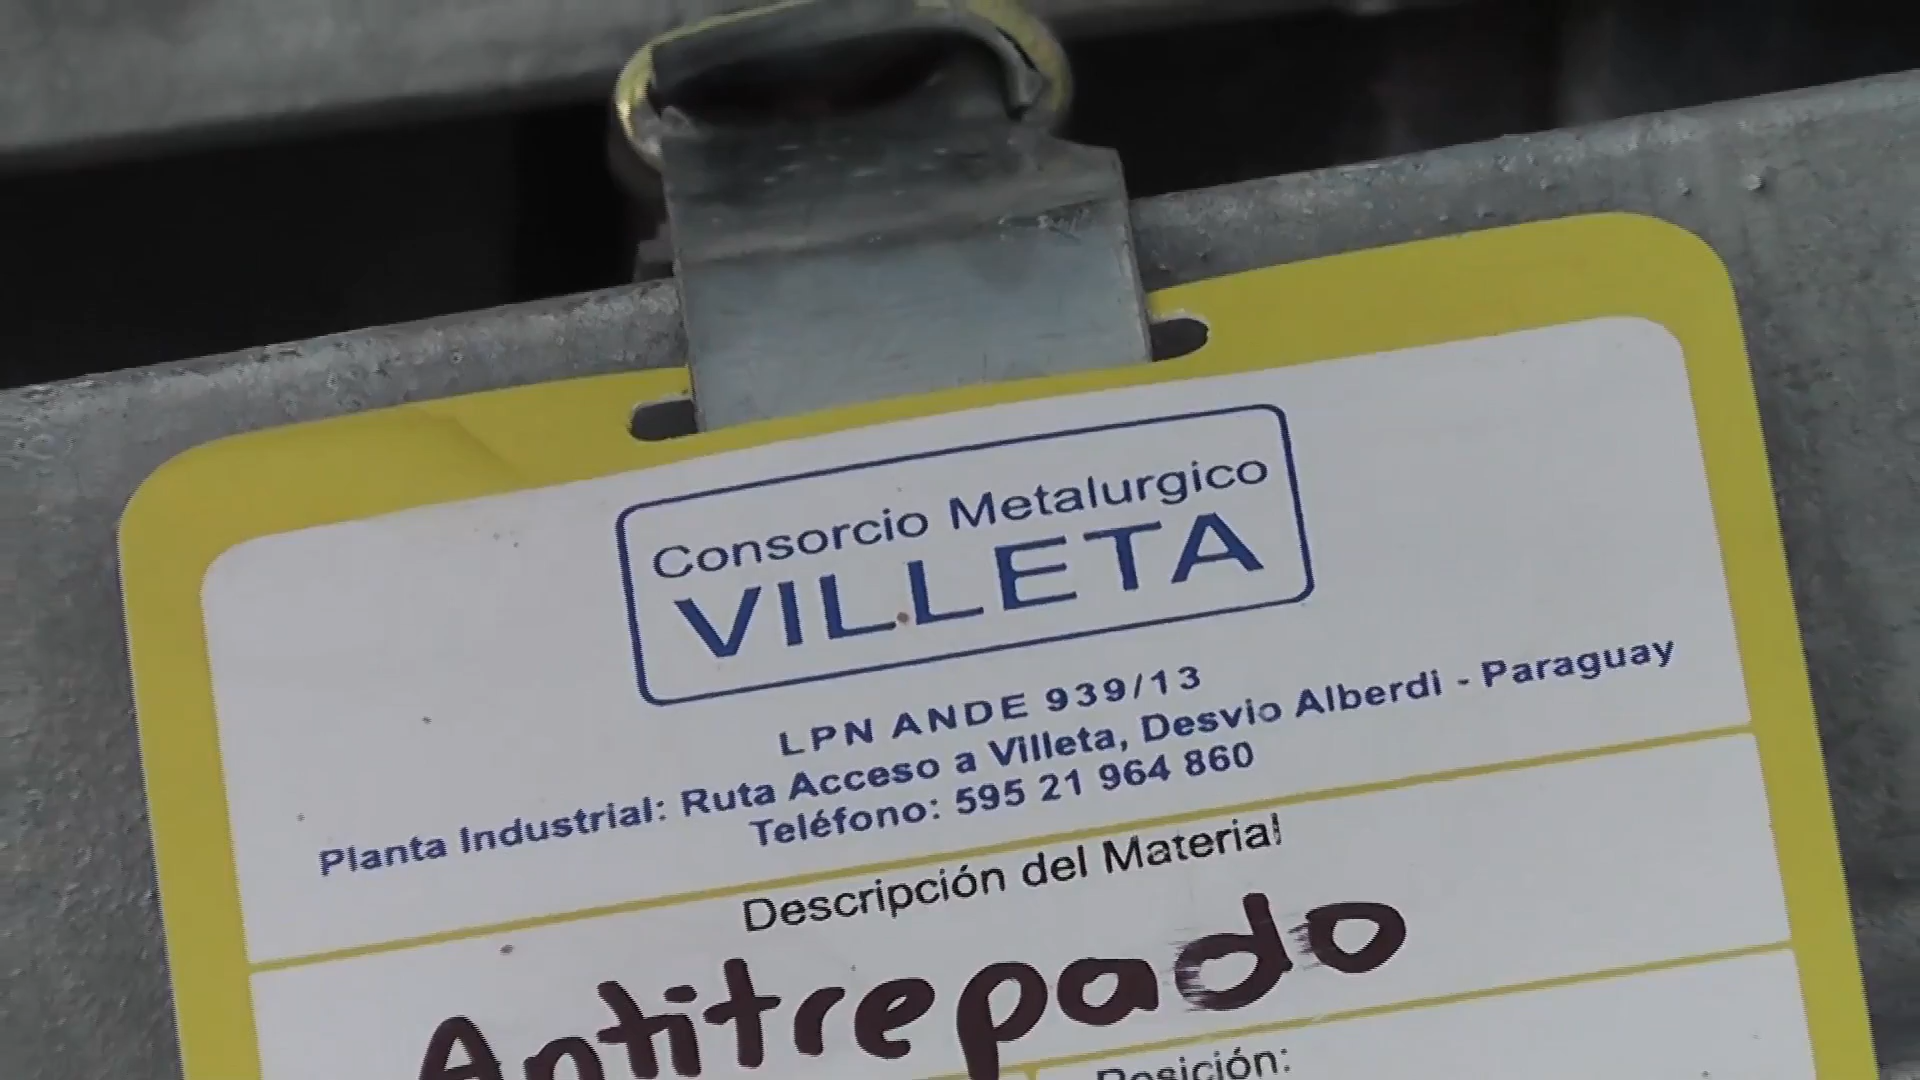 Consorcio Metalurgico
VILLETA
LPN ANDE 939/13
Planta Industrial: Ruta Acceso a Villeta, Desvio Alberdi - Paraguay
Teléfono: 595 21 964 860
Descripción del Material
Antitrepado
Posición: